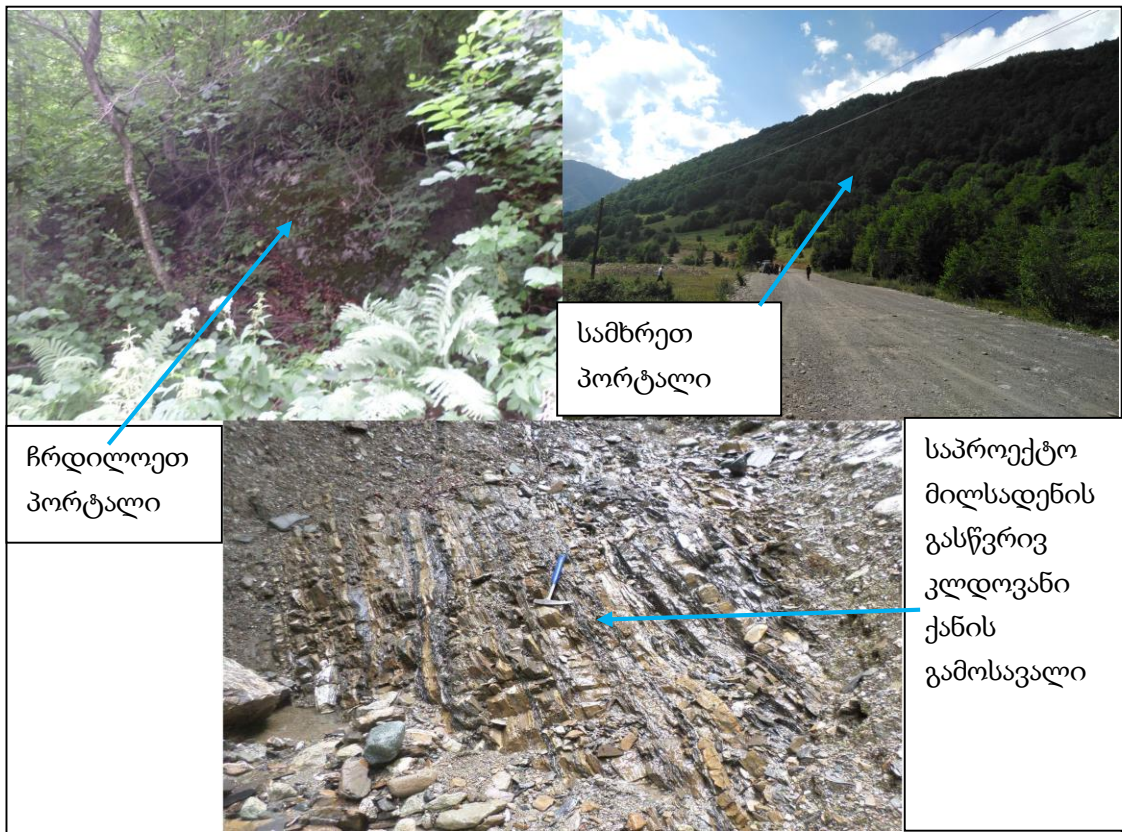 სამხრეთ
პორტალი
ჩრდილოეთ
პორტალი
საპროექტო
მილსადენის
გასწვრივ
კლდოვანი
ქანის
გამოსავალი